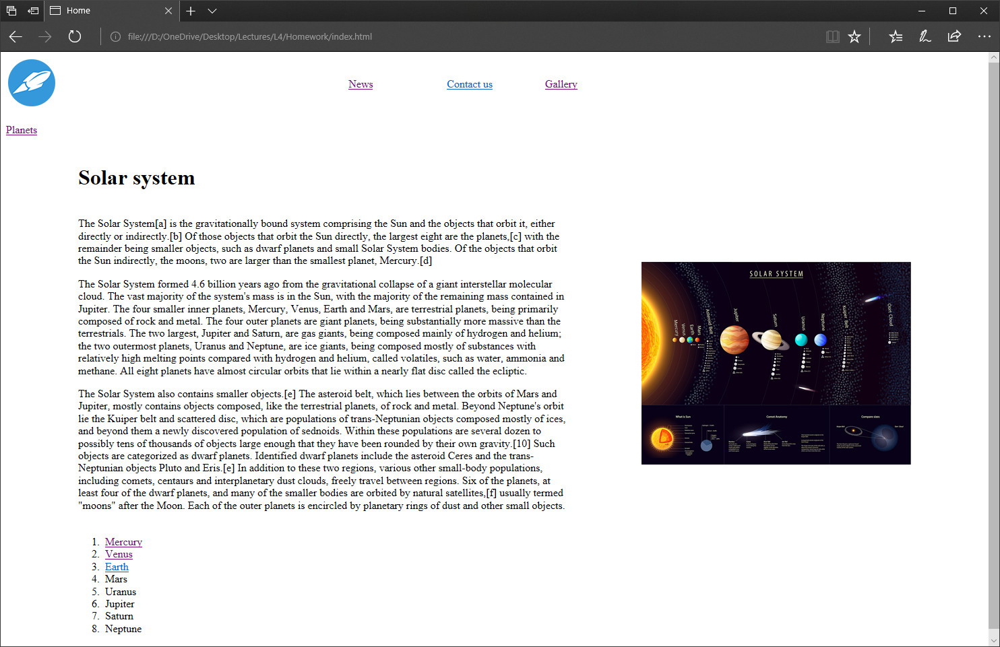 Home
file:///D:/OneDrive/Desktop/Lectures/L4/Homework/index.html
News
Contact us
Gallery
Planets
Solar system
The Solar System[a] is the gravitationally bound system comprising the Sun and the objects that orbit it, either
directly or indirectly.[b] Of those objects that orbit the Sun directly, the largest eight are the planets,[c] with the
remainder being smaller objects, such as dwarf planets and small Solar System bodies. Of the objects that orbit
the Sun indirectly, the moons, two are larger than the smallest planet, Mercury.[d]
The Solar System formed 4.6 billion years ago from the gravitational collapse of a giant interstellar molecular
cloud. The vast majority of the system's mass is in the Sun, with the majority of the remaining mass contained in
Jupiter. The four smaller inner planets, Mercury, Venus, Earth and Mars, are terrestrial planets, being primarily
composed of rock and metal. The four outer planets are giant planets, being substantially more massive than the
terrestrials. The two largest, Jupiter and Saturn, are gas giants, being composed mainly of hydrogen and helium;
the two outermost planets, Uranus and Neptune, are ice giants, being composed mostly of substances with
relatively high melting points compared with hydrogen and helium, called volatiles, such as water, ammonia and
methane. All eight planets have almost circular orbits that lie within a nearly flat disc called the ecliptic.
The Solar System also contains smaller objects.[e] The asteroid belt, which lies between the orbits of Mars and
Jupiter, mostly contains objects composed, like the terrestrial planets, of rock and metal. Beyond Neptune's orbit
lie the Kuiper belt and scattered disc, which are populations of trans-Neptunian objects composed mostly of ices,
and beyond them a newly discovered population of sednoids. Within these populations are several dozen to
possibly tens of thousands of objects large enough that they have been rounded by their own gravity.[10] Such
objects are categorized as dwarf planets. Identified dwarf planets include the asteroid Ceres and the trans-
Neptunian objects Pluto and Eris.[e] In addition to these two regions, various other small-body populations,
including comets, centaurs and interplanetary dust clouds, freely travel between regions. Six of the planets, at
least four of the dwarf planets, and many of the smaller bodies are orbited by natural satellites,[f] usually termed
"moons" after the Moon. Each of the outer planets is encircled by planetary rings of dust and other small objects.
1. Mercury
2. Venus
3. Earth
4. Mars
5. Uranus
6. Jupiter
7. Saturn
8. Neptune
SOLAR SYSTEM
Mercury
Venus
Earth
Mars
Asteroid Belt
Jupiter
Saturn
Uranus
Neptune
Kuiper Belt
Oort Cloud
What is Sun
Comet Anatomy
Compare sizes